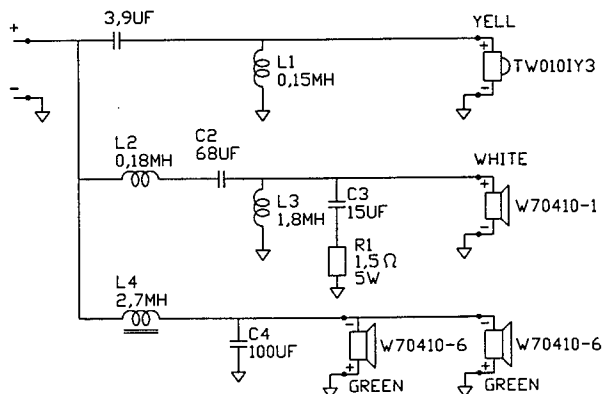 3,9UF
YELL
+
+
L1
0,15MH
TW010IY3
-
-
L2
0,18MH
C2
68UF
WHITE
+
L3
1,8MH
C3
15UF
W70410-1
-
R1
1,5Ω
5W
L4
2,7MH
-
-
C4
100UF
W70410-6
W70410-6
+
+
GREEN
GREEN